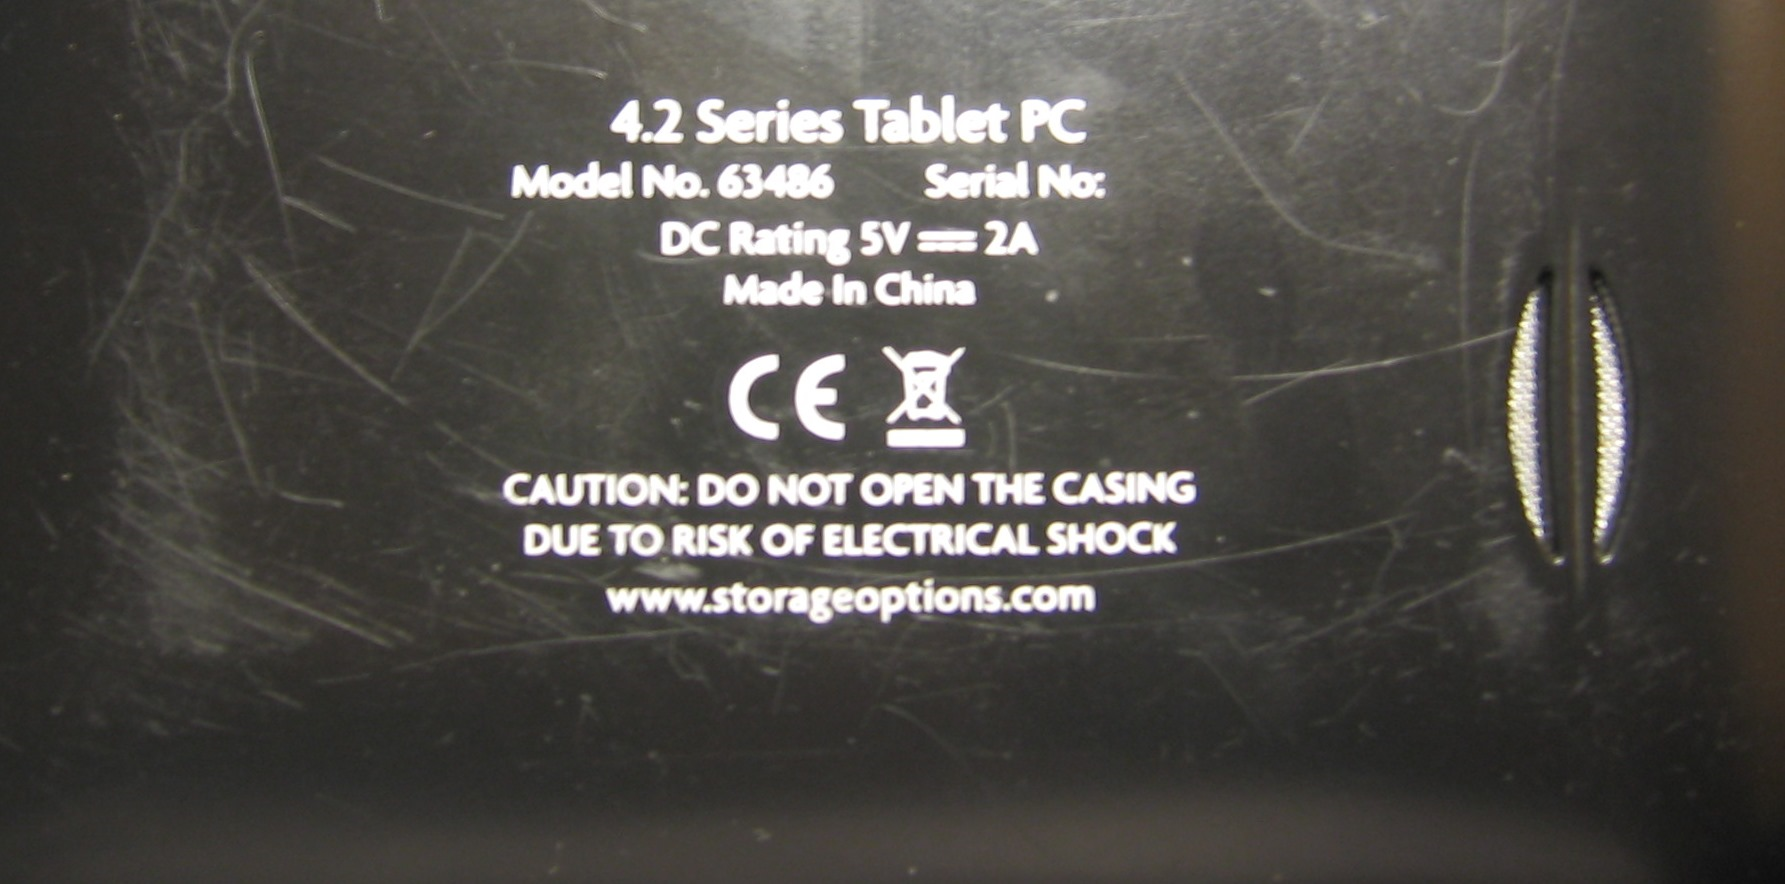 4.2 Series Tablet PC
Model No. 63486 Serial No:
DC Rating 5V ⎓ 2A
Made In China
CE
CAUTION: DO NOT OPEN THE CASING
DUE TO RISK OF ELECTRICAL SHOCK
www.storageoptions.com